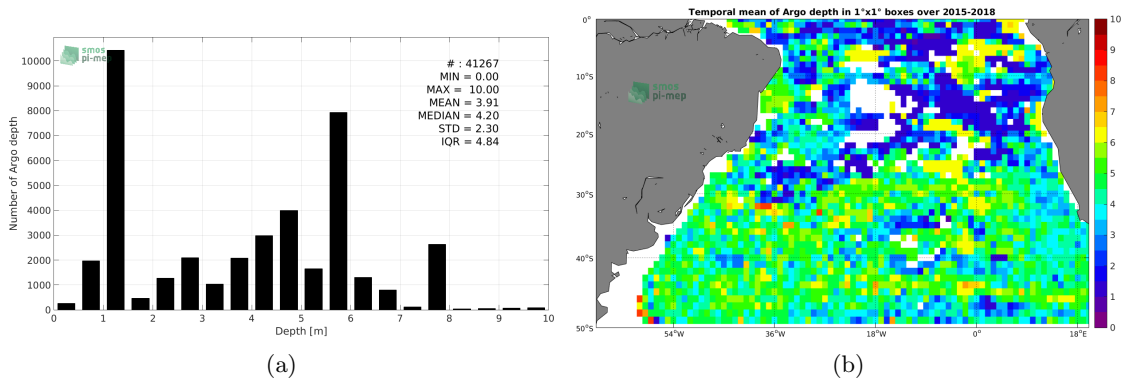 smos
pi-mep
# : 41267
MIN = 0.00
MAX = 10.00
MEAN = 3.91
MEDIAN = 4.20
STD = 2.30
IQR = 4.84
Number of Argo depth
10000
9000
8000
7000
6000
5000
4000
3000
2000
1000
0
0 1 2 3 4 5 6 7 8 9 10
Depth [m]
(a)
Temporal mean of Argo depth in 1°x1° boxes over 2015-2018
smos
pi-mep
0°
10°S
20°S
30°S
40°S
50°S
54°W 36°W 18°W 0° 18°E
10
9
8
7
6
5
4
3
2
1
0
(b)